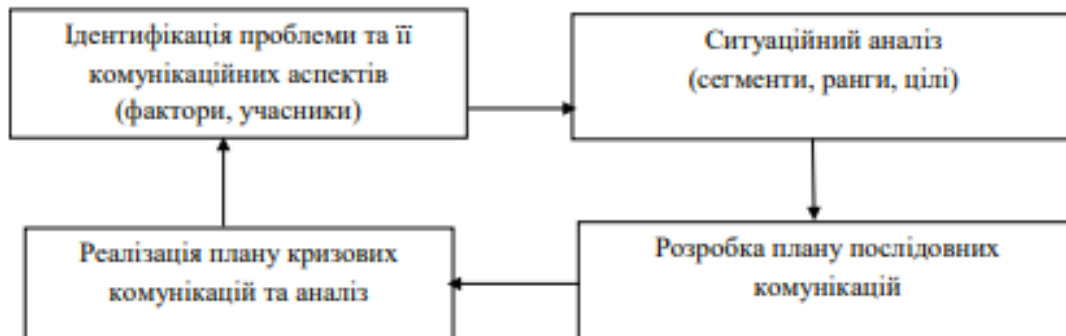 Ідентифікація проблеми та її
комунікаційних аспектів
(фактори, учасники)
Ситуаційний аналіз
(сегменти, ранги, цілі)
Реалізація плану кризових
комунікацій та аналіз
Розробка плану послідовних
комунікацій